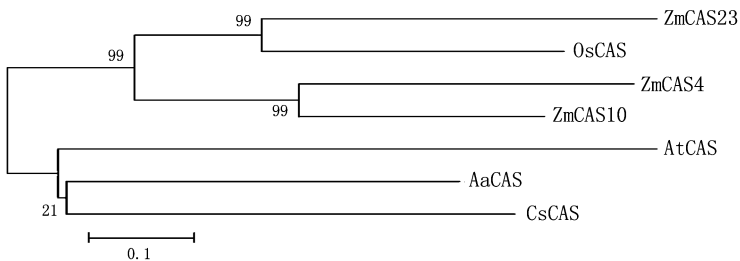 99
ZmCAS23
OsCAS
99
ZmCAS4
99
ZmCAS10
AtCAS
AaCAS
21
CsCAS
0.1